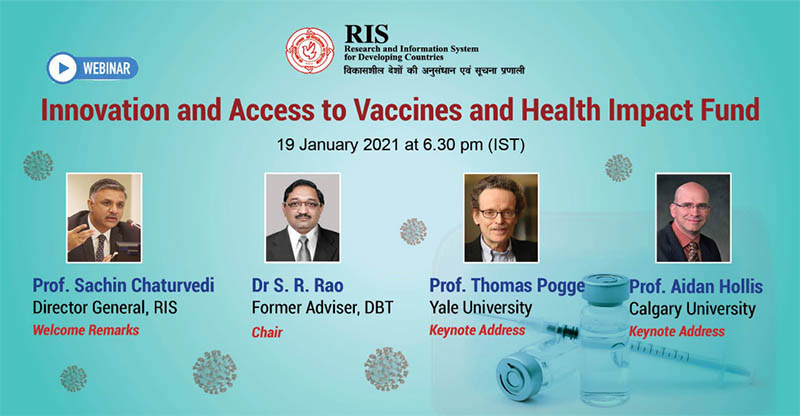 RIS
Research and Information System
for Developing Countries
विकासशील देशों की अनुसंधान एवं सूचना प्रणाली
WEBINAR
Innovation and Access to Vaccines and Health Impact Fund
19 January 2021 at 6.30 pm (IST)
Prof. Sachin Chaturvedi
Director General, RIS
Welcome Remarks
Dr S. R. Rao
Former Adviser, DBT
Chair
Prof. Thomas Pogge
Yale University
Keynote Address
Prof. Aidan Hollis
Calgary University
Keynote Address